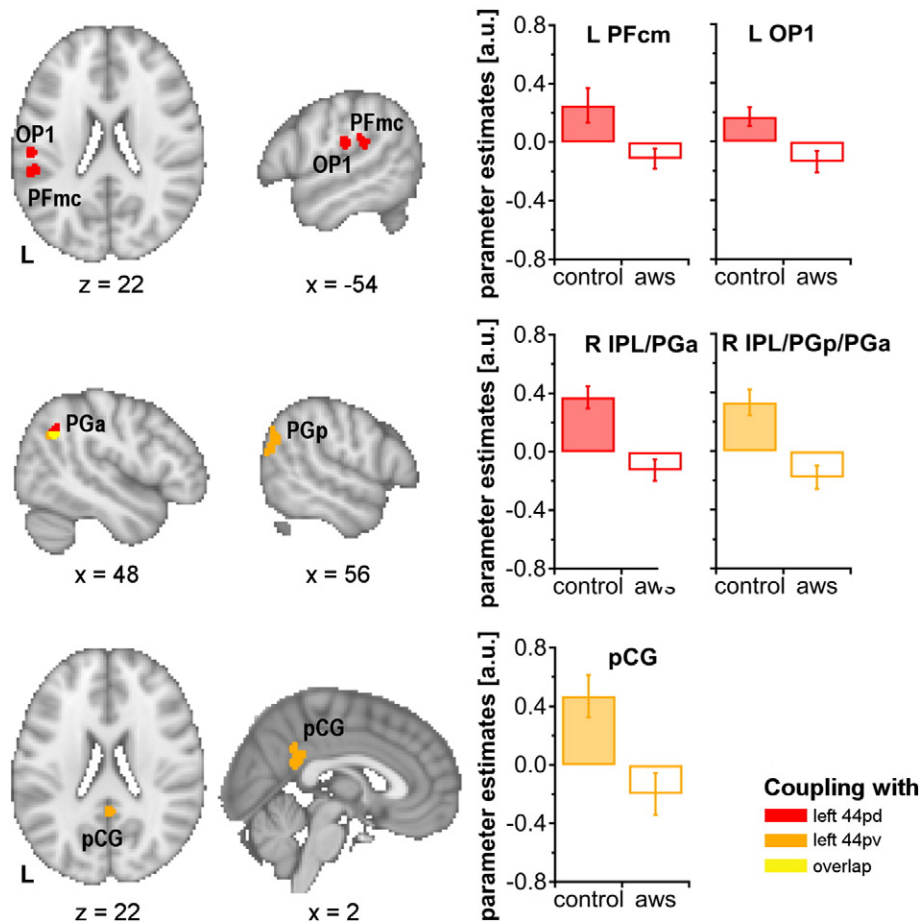 OP1
PFmc
L
z = 22
PFmc
OP1
x = -54
parameter estimates [a.u.]
0.8
0.4
0.0
-0.4
-0.8
L PFcm
control aws
L OP1
control aws
PGa
x = 48
PGp
x = 56
parameter estimates [a.u.]
0.4
0.0
-0.4
-0.8
R IPL/PGa
control aws
R IPL/PGp/PGa
control aws
pCG
L
z = 22
pCG
x = 2
parameter estimates [a.u.]
0.8
0.4
0.0
-0.4
-0.8
pCG
control aws
Coupling with
left 44pd
left 44pv
overlap